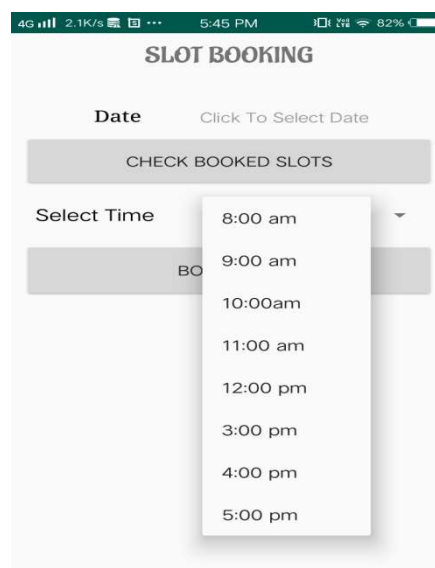 4G 2.1K/s ... 5:45 PM 82%
SLOT BOOKING
Date Click To Select Date
CHECK BOOKED SLOTS
Select Time
8:00 am
9:00 am
BO
10:00am
11:00 am
12:00 pm
3:00 pm
4:00 pm
5:00 pm